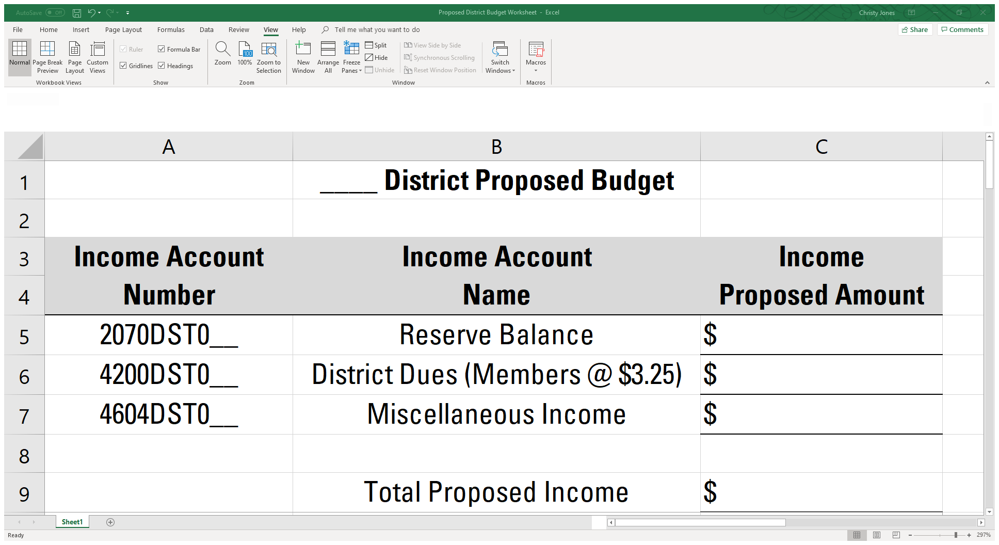 AutoSave Off Proposed District Budget Worksheet - Excel Christy Jones
File Home Insert Page Layout Formulas Data Review View Help Tell me what you want to do Share Comments
Normal Page Break Preview Page Layout Custom Views
Workbook Views
Ruler Formula Bar
Gridlines Headings
Show
Zoom 100% Zoom to Selection
Zoom
New Window Arrange All Freeze Panes
Split
Hide
Unhide
View Side by Side
Synchronous Scrolling
Reset Window Position
Switch Windows
Window
Macros
Macros
A B C
1 ____ District Proposed Budget
2
3 Income Account Income Account Income
4 Number Name Proposed Amount
5 2070DST0__ Reserve Balance $
6 4200DST0__ District Dues (Members @ $3.25) $
7 4604DST0__ Miscellaneous Income $
8
9 Total Proposed Income $
Sheet1
Ready 297%